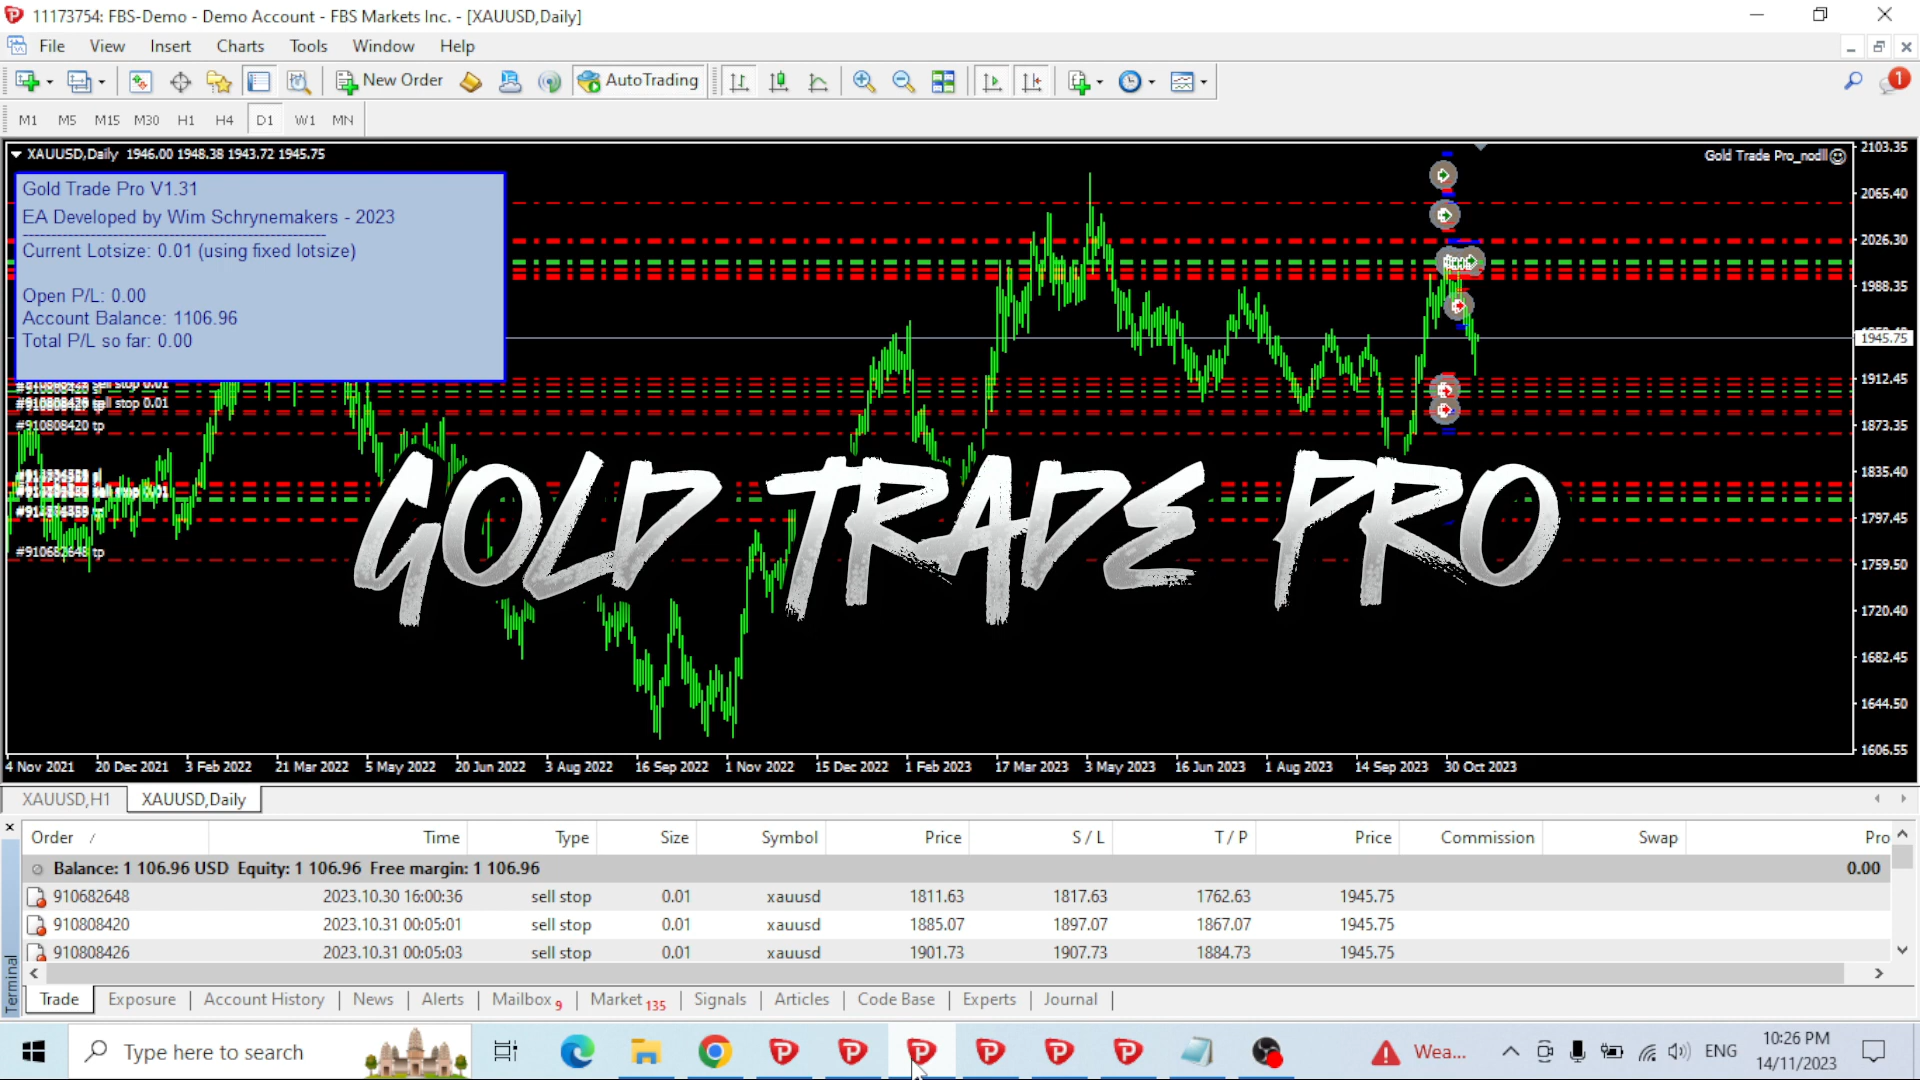 11173754: FBS-Demo - Demo Account - FBS Markets Inc. - [XAUUSD,Daily]
File View Insert Charts Tools Window Help
New Order AutoTrading 1
M1 M5 M15 M30 H1 H4 D1 W1 MN
XAUUSD,Daily 1946.00 1948.38 1943.72 1945.75
Gold Trade Pro_nodll
Gold Trade Pro V1.31
EA Developed by Wim Schrynemakers - 2023
Current Lotsize: 0.01 (using fixed lotsize)
Open P/L: 0.00
Account Balance: 1106.96
Total P/L so far: 0.00
#910808420 tp
#910682648 tp
2103.35
2065.40
2026.30
1988.35
1945.75
1912.45
1873.35
1835.40
1797.45
1759.50
1720.40
1682.45
1644.50
1606.55
GOLD TRADE PRO
4 Nov 2021 20 Dec 2021 3 Feb 2022 21 Mar 2022 5 May 2022 20 Jun 2022 3 Aug 2022 16 Sep 2022 1 Nov 2022 15 Dec 2022 1 Feb 2023 17 Mar 2023 3 May 2023 16 Jun 2023 1 Aug 2023 14 Sep 2023 30 Oct 2023
XAUUSD,H1 XAUUSD,Daily
Order / Time Type Size Symbol Price S / L T / P Price Commission Swap Pro
Balance: 1 106.96 USD Equity: 1 106.96 Free margin: 1 106.96 0.00
910682648 2023.10.30 16:00:36 sell stop 0.01 xauusd 1811.63 1817.63 1762.63 1945.75
910808420 2023.10.31 00:05:01 sell stop 0.01 xauusd 1885.07 1897.07 1867.07 1945.75
910808426 2023.10.31 00:05:03 sell stop 0.01 xauusd 1901.73 1907.73 1884.73 1945.75
Terminal
Trade Exposure Account History News Alerts Mailbox 9 Market 135 Signals Articles Code Base Experts Journal
Type here to search
Wea... ENG
10:26 PM
14/11/2023